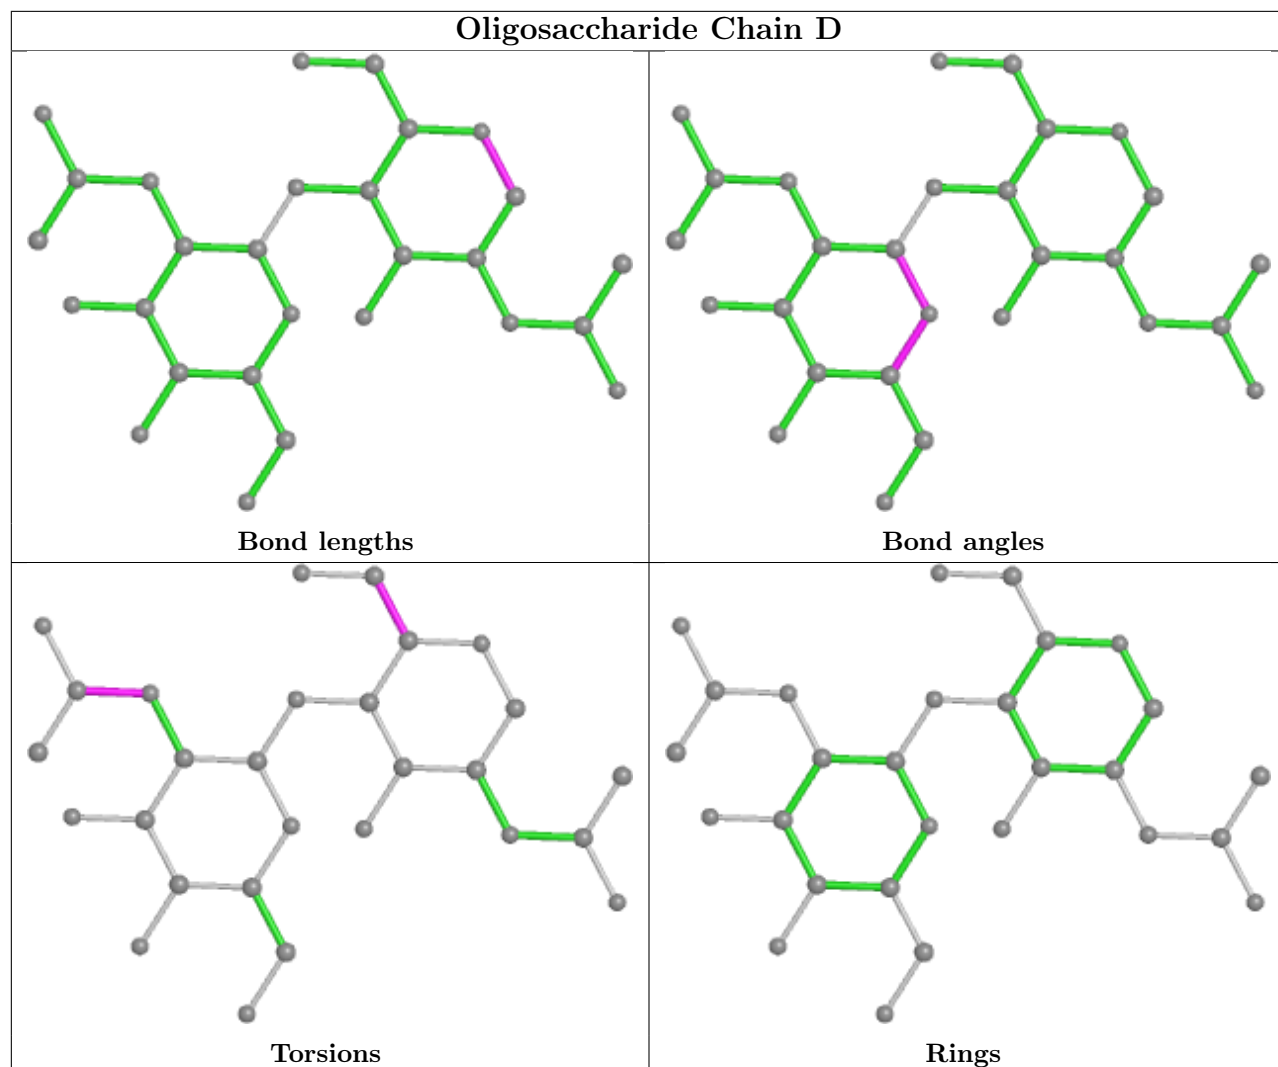 Oligosaccharide Chain D
Bond lengths
Bond angles
Torsions
Rings